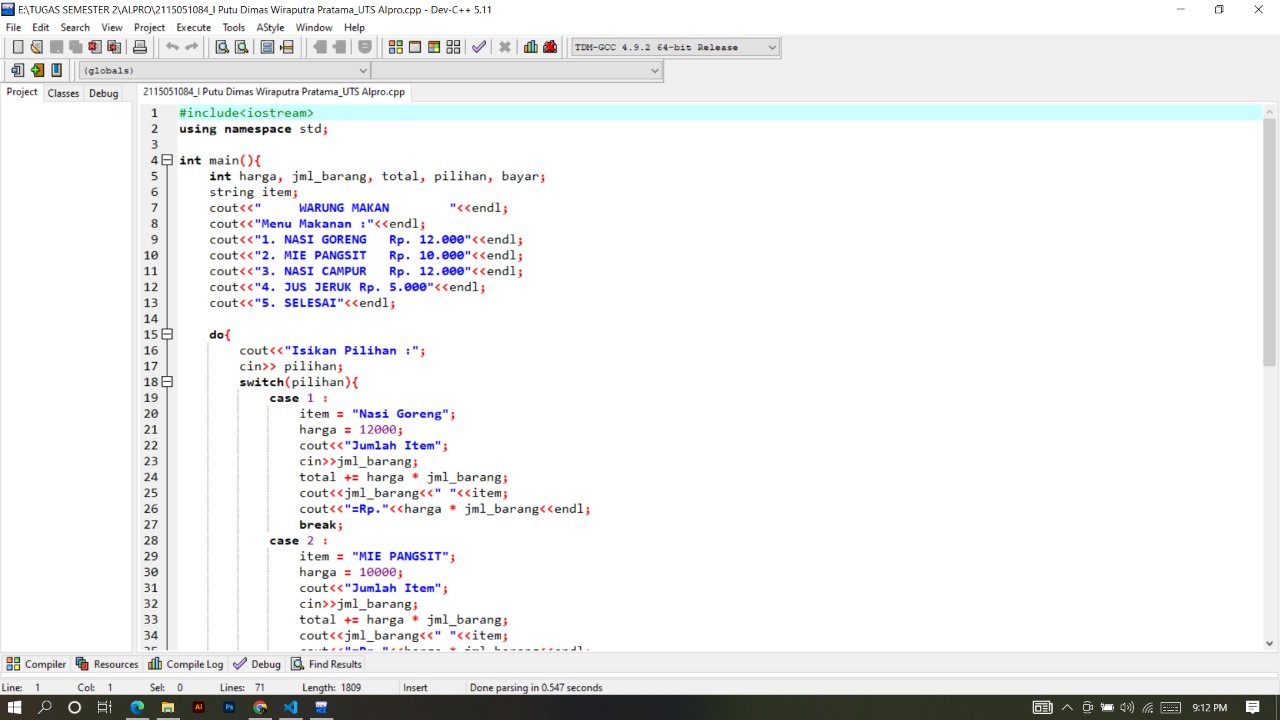 E:\TUGAS SEMESTER 2\ALPRO\2115051084_I Putu Dimas Wiraputra Pratama_UTS Alpro.cpp - Dev-C++ 5.11
File Edit Search View Project Execute Tools AStyle Window Help
TDM-GCC 4.9.2 64-bit Release
(globals)
Project Classes Debug
2115051084_I Putu Dimas Wiraputra Pratama_UTS Alpro.cpp
1 #include<iostream>
2 using namespace std;
3
4 int main(){
5 int harga, jml_barang, total, pilihan, bayar;
6 string item;
7 cout<<"     WARUNG MAKAN        "<<endl;
8 cout<<"Menu Makanan :"<<endl;
9 cout<<"1. NASI GORENG   Rp. 12.000"<<endl;
10 cout<<"2. MIE PANGSIT   Rp. 10.000"<<endl;
11 cout<<"3. NASI CAMPUR   Rp. 12.000"<<endl;
12 cout<<"4. JUS JERUK Rp. 5.000"<<endl;
13 cout<<"5. SELESAI"<<endl;
14
15 do{
16 cout<<"Isikan Pilihan :";
17 cin>> pilihan;
18 switch(pilihan){
19 case 1 :
20 item = "Nasi Goreng";
21 harga = 12000;
22 cout<<"Jumlah Item";
23 cin>>jml_barang;
24 total += harga * jml_barang;
25 cout<<jml_barang<<" "<<item;
26 cout<<"=Rp."<<harga * jml_barang<<endl;
27 break;
28 case 2 :
29 item = "MIE PANGSIT";
30 harga = 10000;
31 cout<<"Jumlah Item";
32 cin>>jml_barang;
33 total += harga * jml_barang;
34 cout<<jml_barang<<" "<<item;
Compiler Resources Compile Log Debug Find Results
Line: 1 Col: 1 Sel: 0 Lines: 71 Length: 1809 Insert Done parsing in 0.547 seconds
Ai Ps 9:12 PM